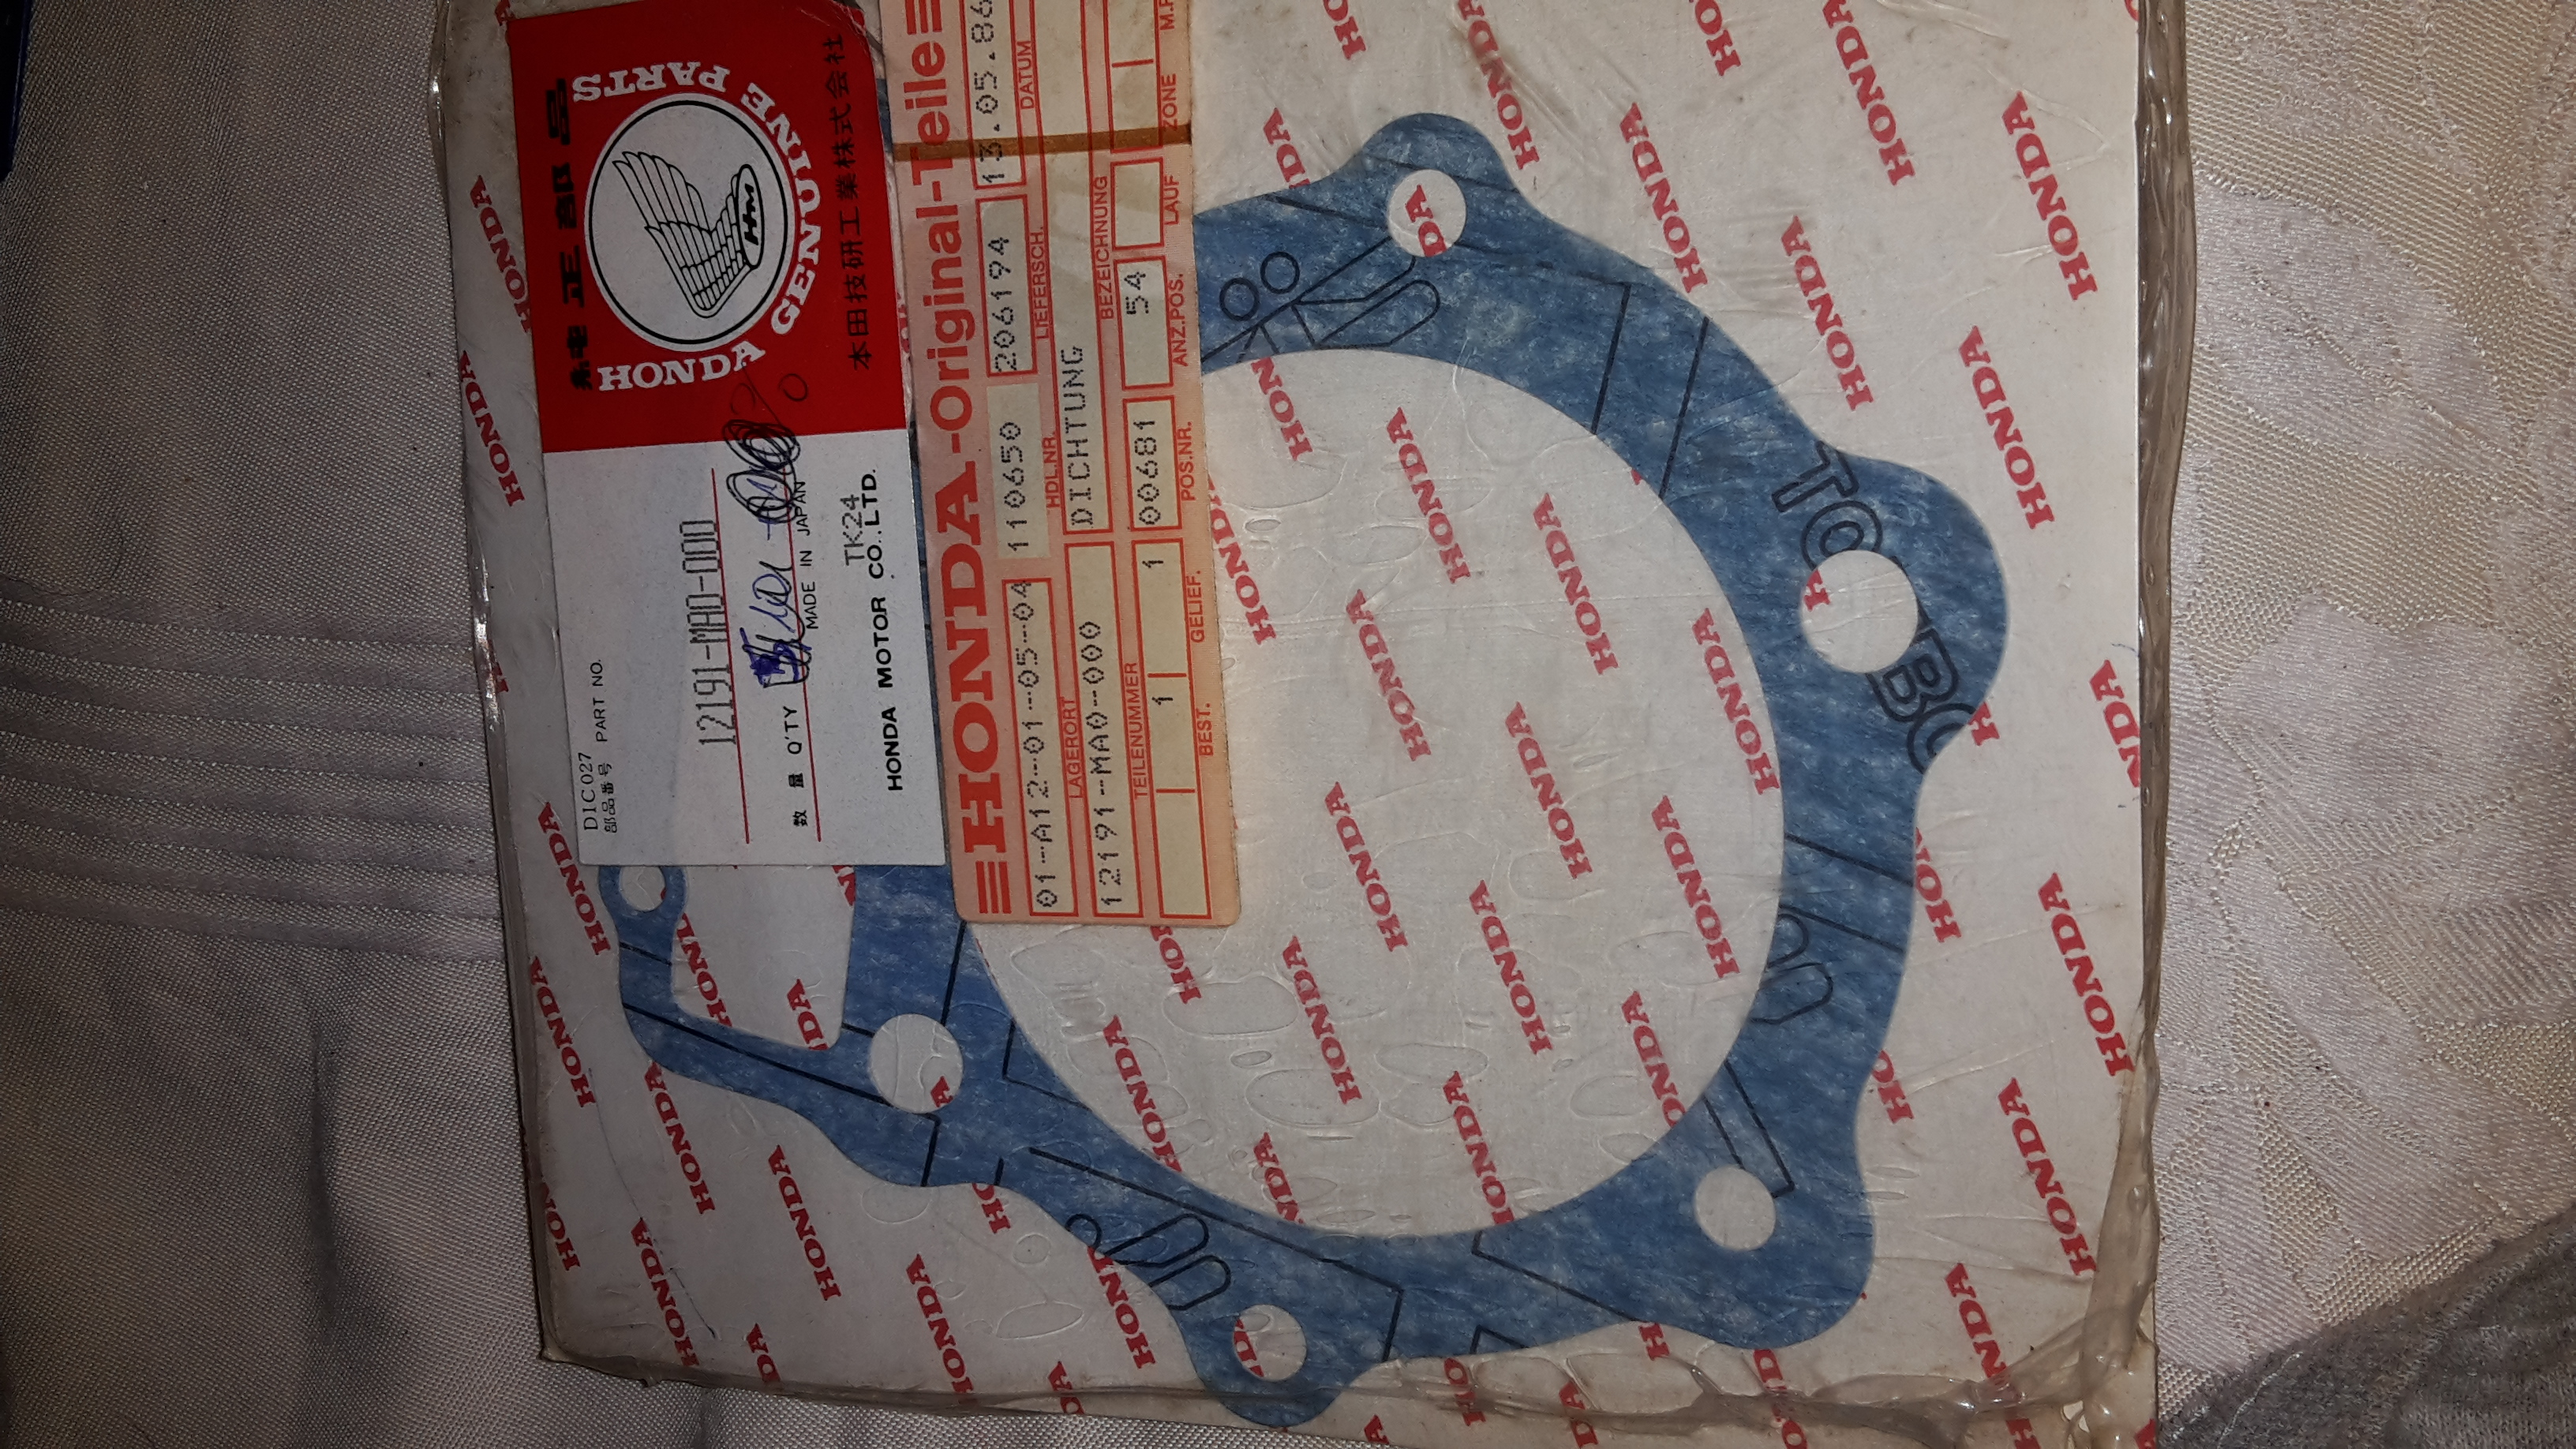 純正部品
HONDA GENUINE PARTS
HM
本田技研工業株式会社
DIC027
部品番号 PART NO.
12191-MA0-000
数量 Q'TY
MADE IN JAPAN
TK24
HONDA MOTOR CO.,LTD.
HONDA-Original-Teile
01-A12-01-05-04 110650 206194 13.05.86
LAGERORT HDL.NR. LIEFERSCH. DATUM
12191-MA0-000 DICHTUNG
TEILENUMMER BEZEICHNUNG
1 1 00681 54
BEST. GELIEF. POS.NR. ANZ.POS. LAUF ZONE
TO
BO
HONDA